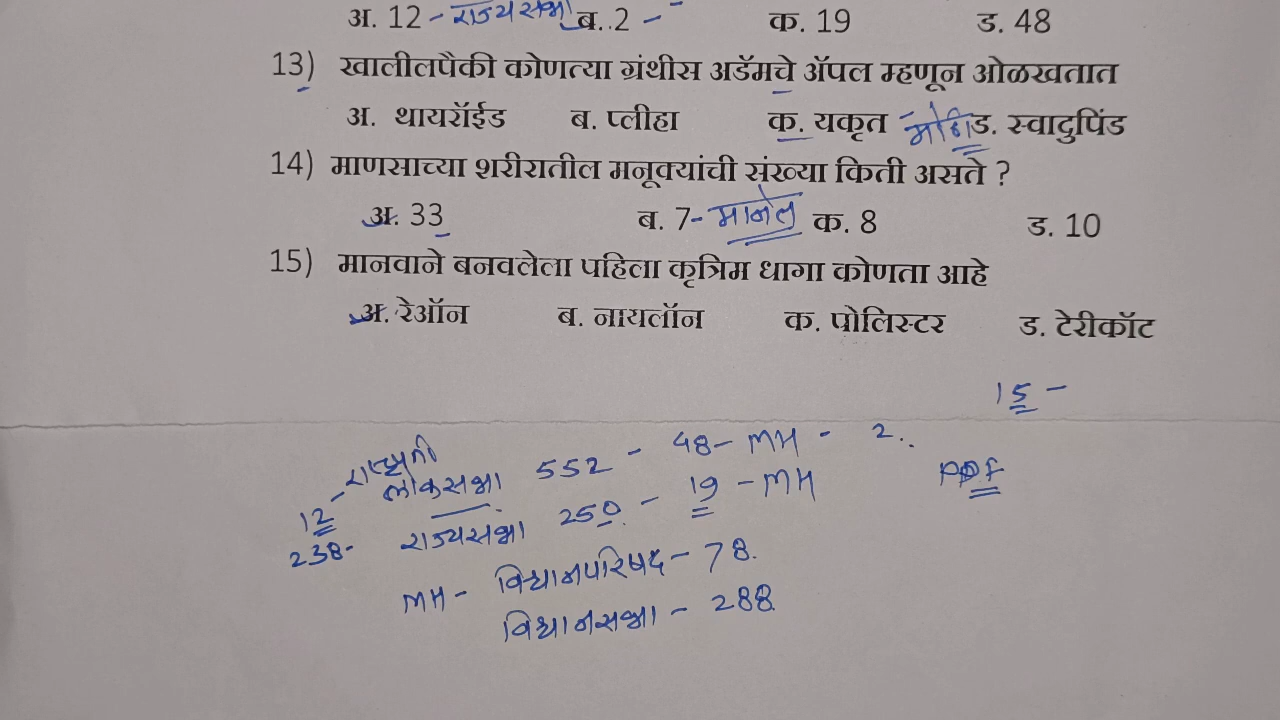 अ. 12 - राज्यसभा ब. 2 - क. 19 ड. 48
13) खालीलपैकी कोणत्या ग्रंथीस अडॅमचे ॲपल म्हणून ओळखतात
अ. थायरॉईड ब. प्लीहा क. यकृत - मोठी ड. स्वादुपिंड
14) माणसाच्या शरीरातील मनूक्यांची संख्या किती असते ?
अ. 33 ब. 7 - मानेत क. 8 ड. 10
15) मानवाने बनवलेला पहिला कृत्रिम धागा कोणता आहे
अ. रेऑन ब. नायलॉन क. पोलिस्टर ड. टेरीकॉट
15 -
12 - राष्ट्रपती
लोकसभा 552 - 48 - MH - 2..
PDF
238 - राज्यसभा 250 - 19 - MH
MH - विधानपरिषद - 78.
विधानसभा - 288